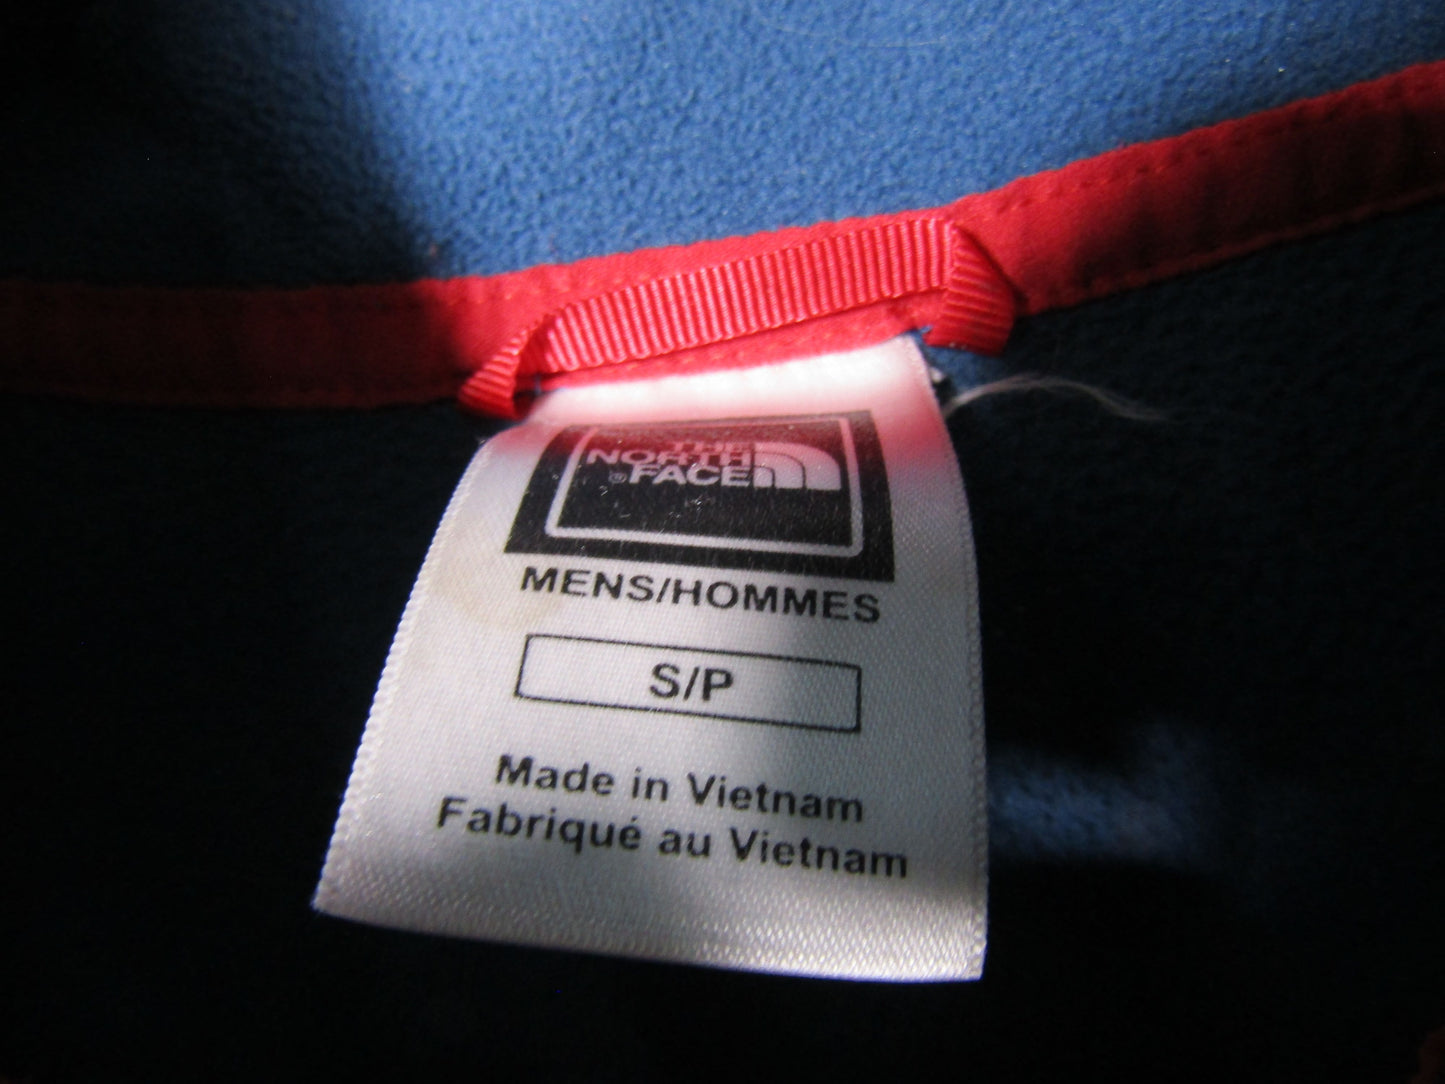 THE
NORTH
®FACE
MENS/HOMMES
S/P
Made in Vietnam
Fabriqué au Vietnam